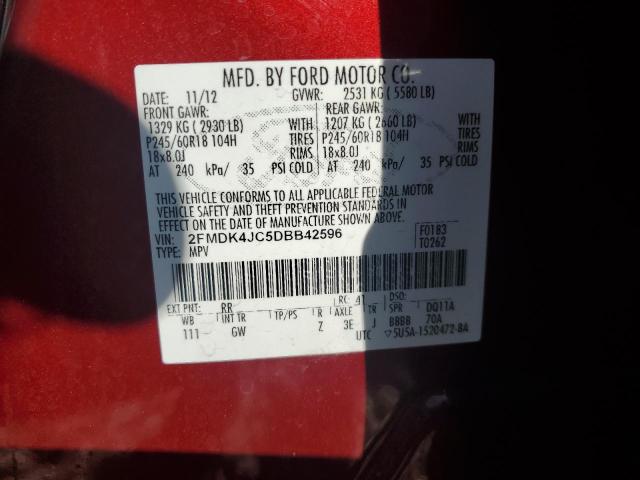 MFD. BY FORD MOTOR CO.
DATE: 11/12 GVWR: 2531 KG ( 5580 LB)
FRONT GAWR: REAR GAWR:
1329 KG ( 2930 LB) WITH 1207 KG ( 2660 LB) WITH
P245/60R18 104H TIRES P245/60R18 104H TIRES
18x8.0J RIMS 18x8.0J RIMS
AT 240 kPa/ 35 PSI COLD AT 240 kPa/ 35 PSI COLD
THIS VEHICLE CONFORMS TO ALL APPLICABLE FEDERAL MOTOR
VEHICLE SAFETY AND THEFT PREVENTION STANDARDS IN
EFFECT ON THE DATE OF MANUFACTURE SHOWN ABOVE.
VIN: 2FMDK4JC5DBB42596 F0183
TYPE: MPV T0262
EXT PNT: RR RC: 41 DSO:
WB INT TR TP/PS R AXLE TR SPR DQ11A
111 GW Z 3E J BBBB 70A
UTC ▽5U5A-1520472-BA